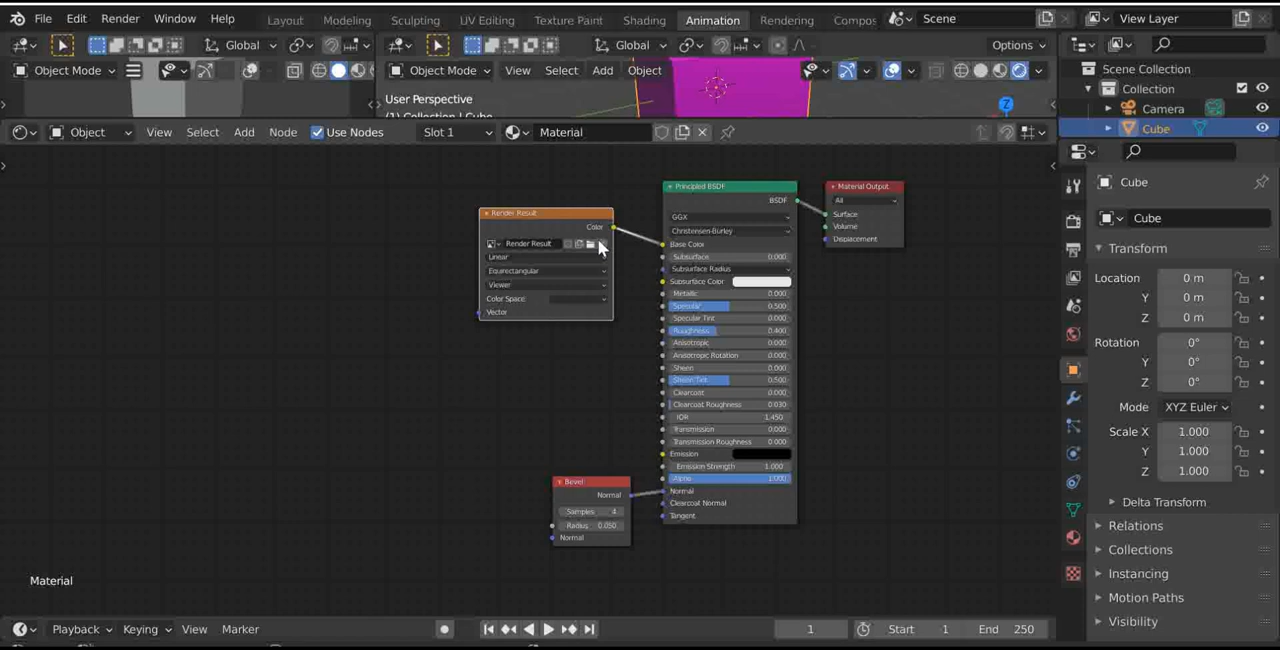 File Edit Render Window Help Layout Modeling Sculpting UV Editing Texture Paint Shading Animation Rendering Compos Scene View Layer
Global Global Options
Object Mode Object Mode View Select Add Object
User Perspective
(1) Collection | Cube
Z
Scene Collection
Collection
Camera
Cube
Object View Select Add Node Use Nodes Slot 1 Material
Render Result
Color
Render Result
Linear
Equirectangular
Viewer
Color Space:
Vector
Principled BSDF
BSDF
GGX
Christensen-Burley
Base Color
Subsurface 0.000
Subsurface Radius
Subsurface Color
Metallic 0.000
Specular 0.500
Specular Tint 0.000
Roughness 0.400
Anisotropic 0.000
Anisotropic Rotation 0.000
Sheen 0.000
Sheen Tint 0.500
Clearcoat 0.000
Clearcoat Roughness 0.030
IOR 1.450
Transmission 0.000
Transmission Roughness 0.000
Emission
Emission Strength 1.000
Alpha 1.000
Normal
Clearcoat Normal
Tangent
Material Output
All
Surface
Volume
Displacement
Bevel
Normal
Samples 4
Radius 0.050
Normal
Material
Cube
Cube
Transform
Location X 0 m
Y 0 m
Z 0 m
Rotation X 0°
Y 0°
Z 0°
Mode XYZ Euler
Scale X 1.000
Y 1.000
Z 1.000
Delta Transform
Relations
Collections
Instancing
Motion Paths
Visibility
Playback Keying View Marker 1 Start 1 End 250